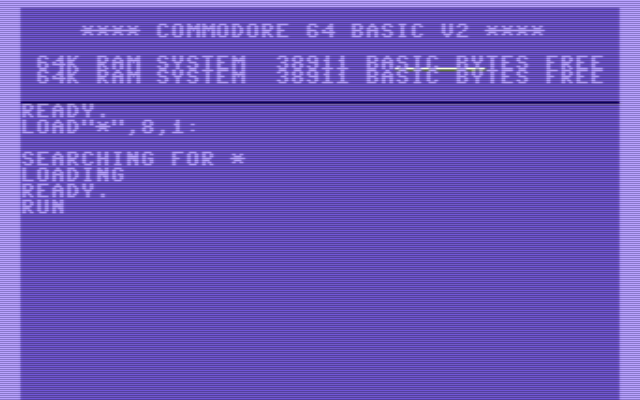 **** COMMODORE 64 BASIC V2 ****
64K RAM SYSTEM  38911 BASIC BYTES FREE
64K RAM SYSTEM  38911 BASIC BYTES FREE
READY.
LOAD"*",8,1:
SEARCHING FOR *
LOADING
READY.
RUN